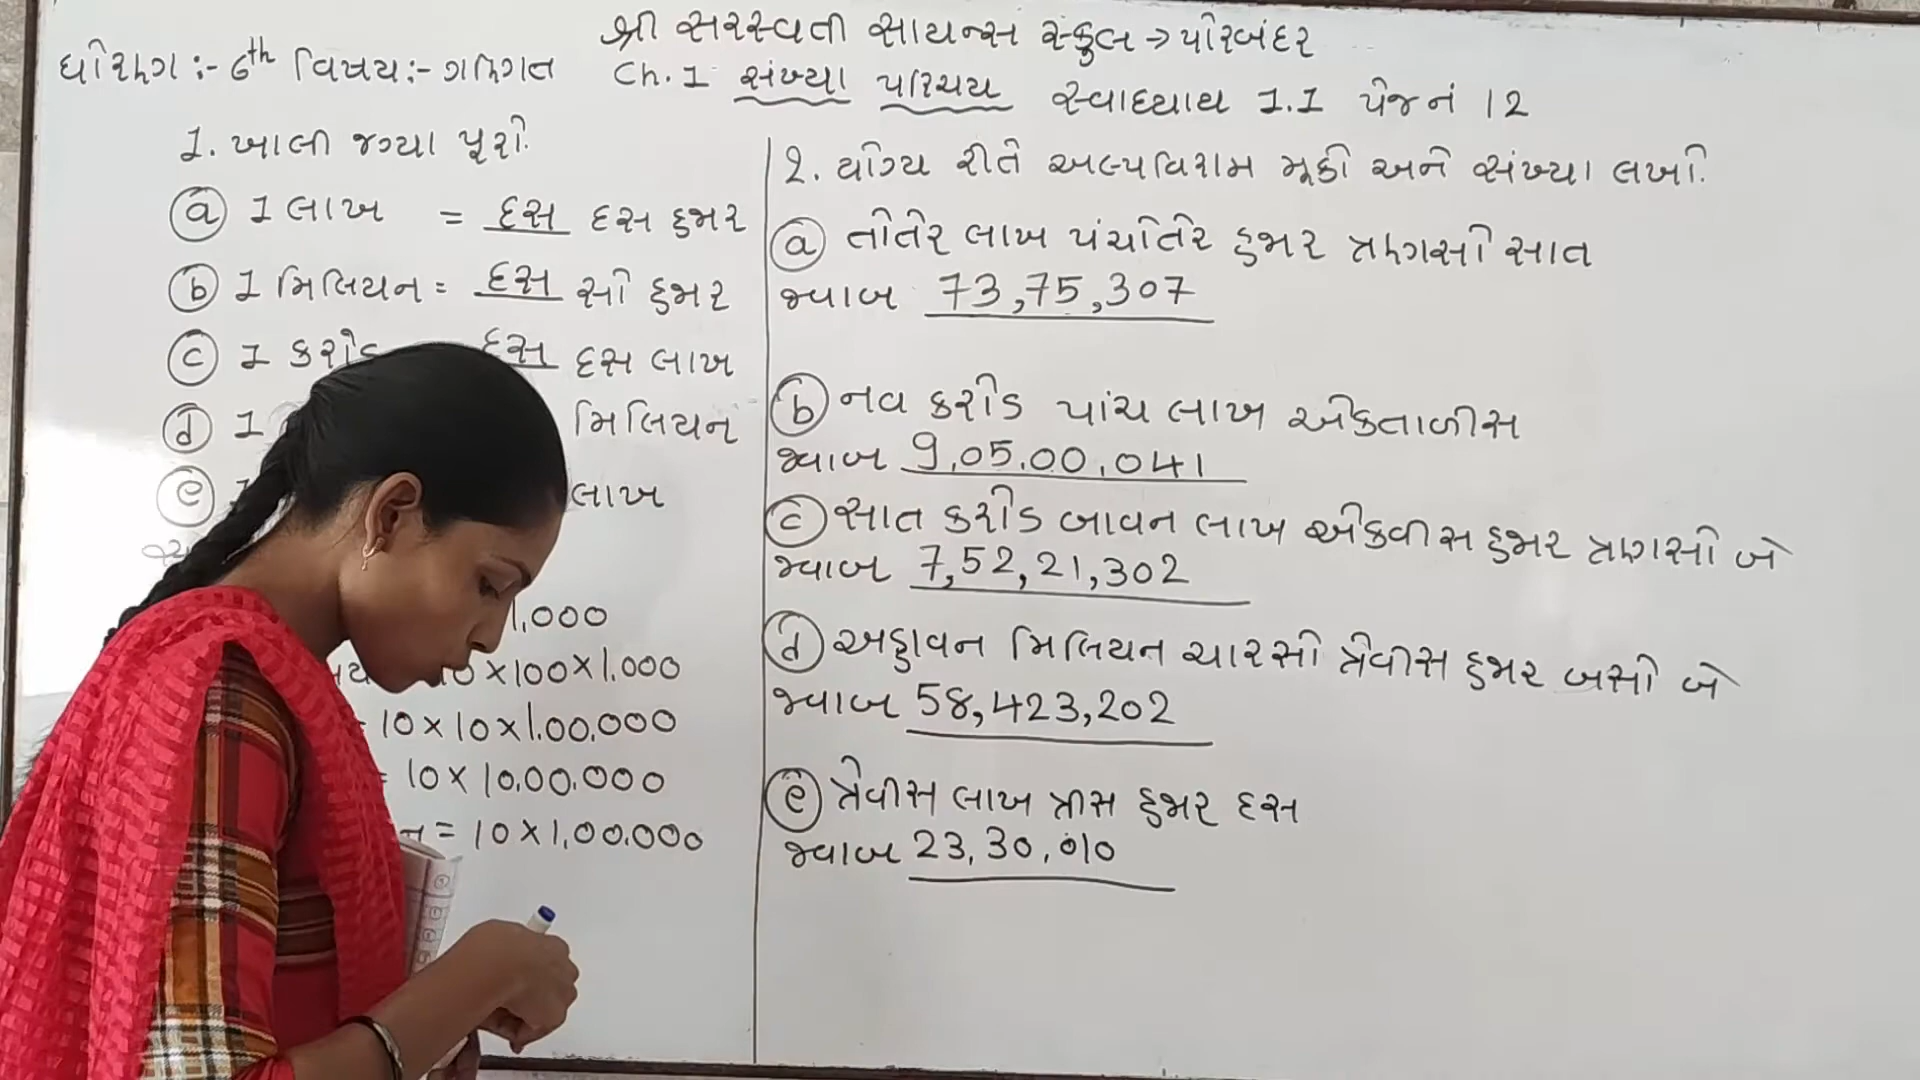 શ્રી સરસ્વતી સાયન્સ સ્કુલ → પોરબંદર
ધોરણ :- 6th વિષય :- ગણિત
Ch. 1 સંખ્યા પરિચય સ્વાધ્યાય 1.1 પેજ નં 12
1. ખાલી જગ્યા પૂરો.
ⓐ 1 લાખ = દસ દસ હજાર
ⓑ 1 મિલિયન = દસ સો હજાર
ⓒ 1 કરોડ દસ દસ લાખ
ⓓ 1 મિલિયન
ⓔ 1 લાખ
1,000
10 × 100 × 1,000
10 × 10 × 1,00,000
= 10 × 10,00,000
ન = 10 × 1,00,000
2. યોગ્ય રીતે અલ્પવિરામ મૂકો અને સંખ્યા લખો.
ⓐ તોતેર લાખ પંચોતેર હજાર ત્રણસો સાત
જવાબ 73,75,307
ⓑ નવ કરોડ પાંચ લાખ એકતાળીસ
જવાબ 9,05,00,041
ⓒ સાત કરોડ બાવન લાખ એકવીસ હજાર ત્રણસો બે
જવાબ 7,52,21,302
ⓓ અઠ્ઠાવન મિલિયન ચારસો ત્રેવીસ હજાર બસો બે
જવાબ 58,423,202
ⓔ ત્રેવીસ લાખ ત્રીસ હજાર દસ
જવાબ 23,30,010